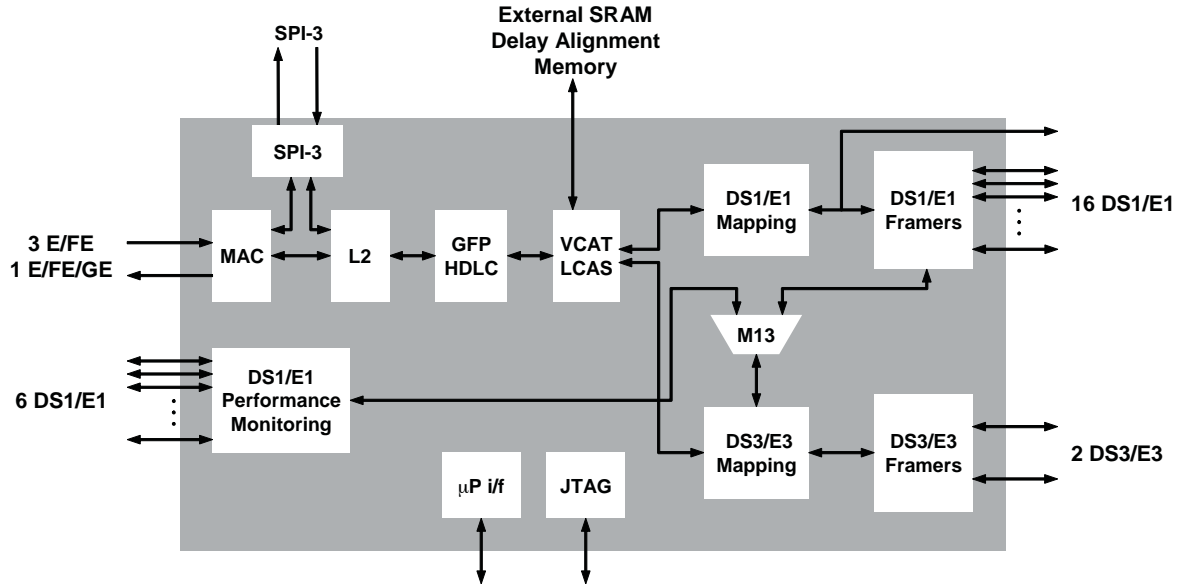 SPI-3
External SRAM
Delay Alignment
Memory
SPI-3
DS1/E1
Mapping
DS1/E1
Framers
16 DS1/E1
3 E/FE
1 E/FE/GE
MAC
L2
GFP
HDLC
VCAT
LCAS
M13
6 DS1/E1
DS1/E1
Performance
Monitoring
DS3/E3
Mapping
DS3/E3
Framers
2 DS3/E3
µP i/f
JTAG